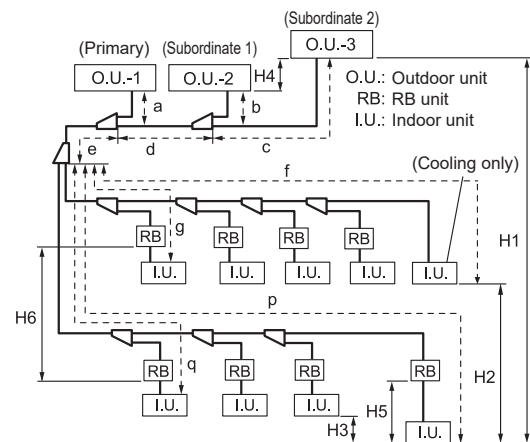 (Subordinate 2)
(Primary) (Subordinate 1)
O.U.-3
O.U.-1 O.U.-2 H4
O.U.: Outdoor unit
RB: RB unit
I.U.: Indoor unit
a b
e d c
f (Cooling only)
H1
g
RB RB RB RB
I.U. I.U. I.U. I.U. I.U.
H6
p
H2
q
RB RB RB RB
H5
I.U. I.U. I.U.
H3
I.U.